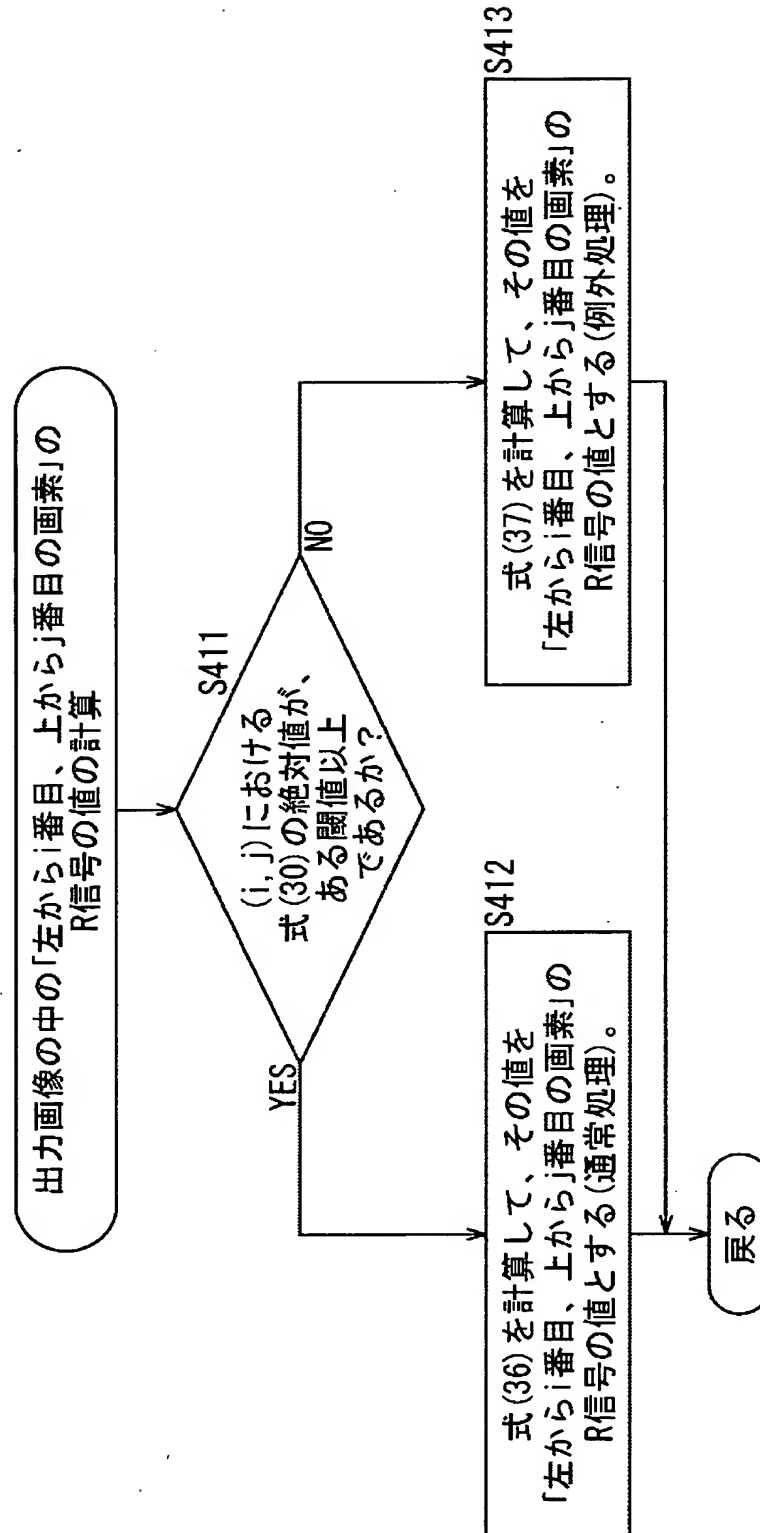 出力画像の中の「左からi番目、上からj番目の画素」の
R信号の値の計算
S411
(i, j)における
式(30)の絶対値が、
ある閾値以上
であるか?
YES
NO
S412
式(36)を計算して、その値を
「左からi番目、上からj番目の画素」の
R信号の値とする(通常処理)。
S413
式(37)を計算して、その値を
「左からi番目、上からj番目の画素」の
R信号の値とする(例外処理)。
戻る